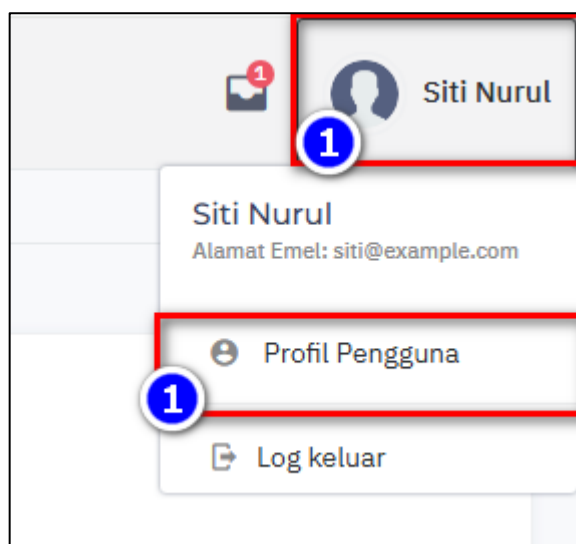 1
Siti Nurul
1
Siti Nurul
Alamat Emel: siti@example.com
Profil Pengguna
1
Log keluar